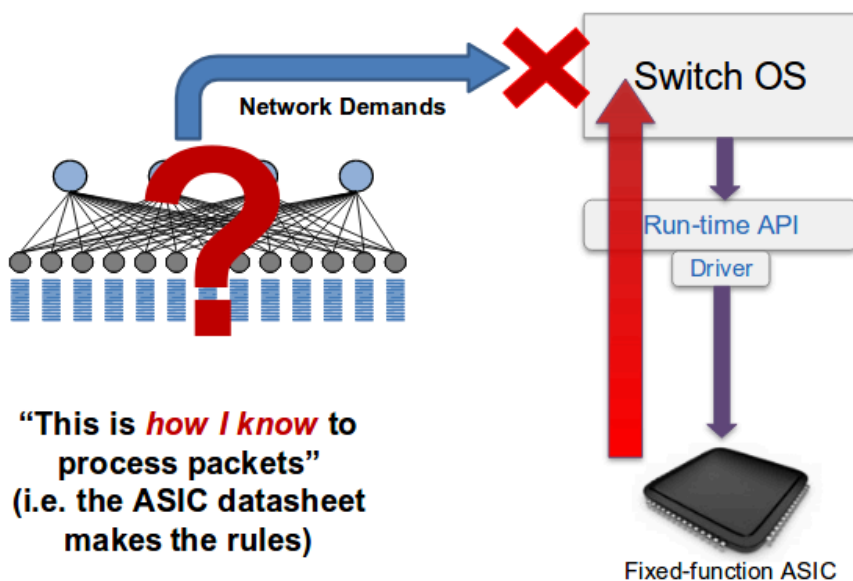 Switch OS
Network Demands
?
Run-time API
Driver
“This is how I know to
process packets”
(i.e. the ASIC datasheet
makes the rules)
Fixed-function ASIC